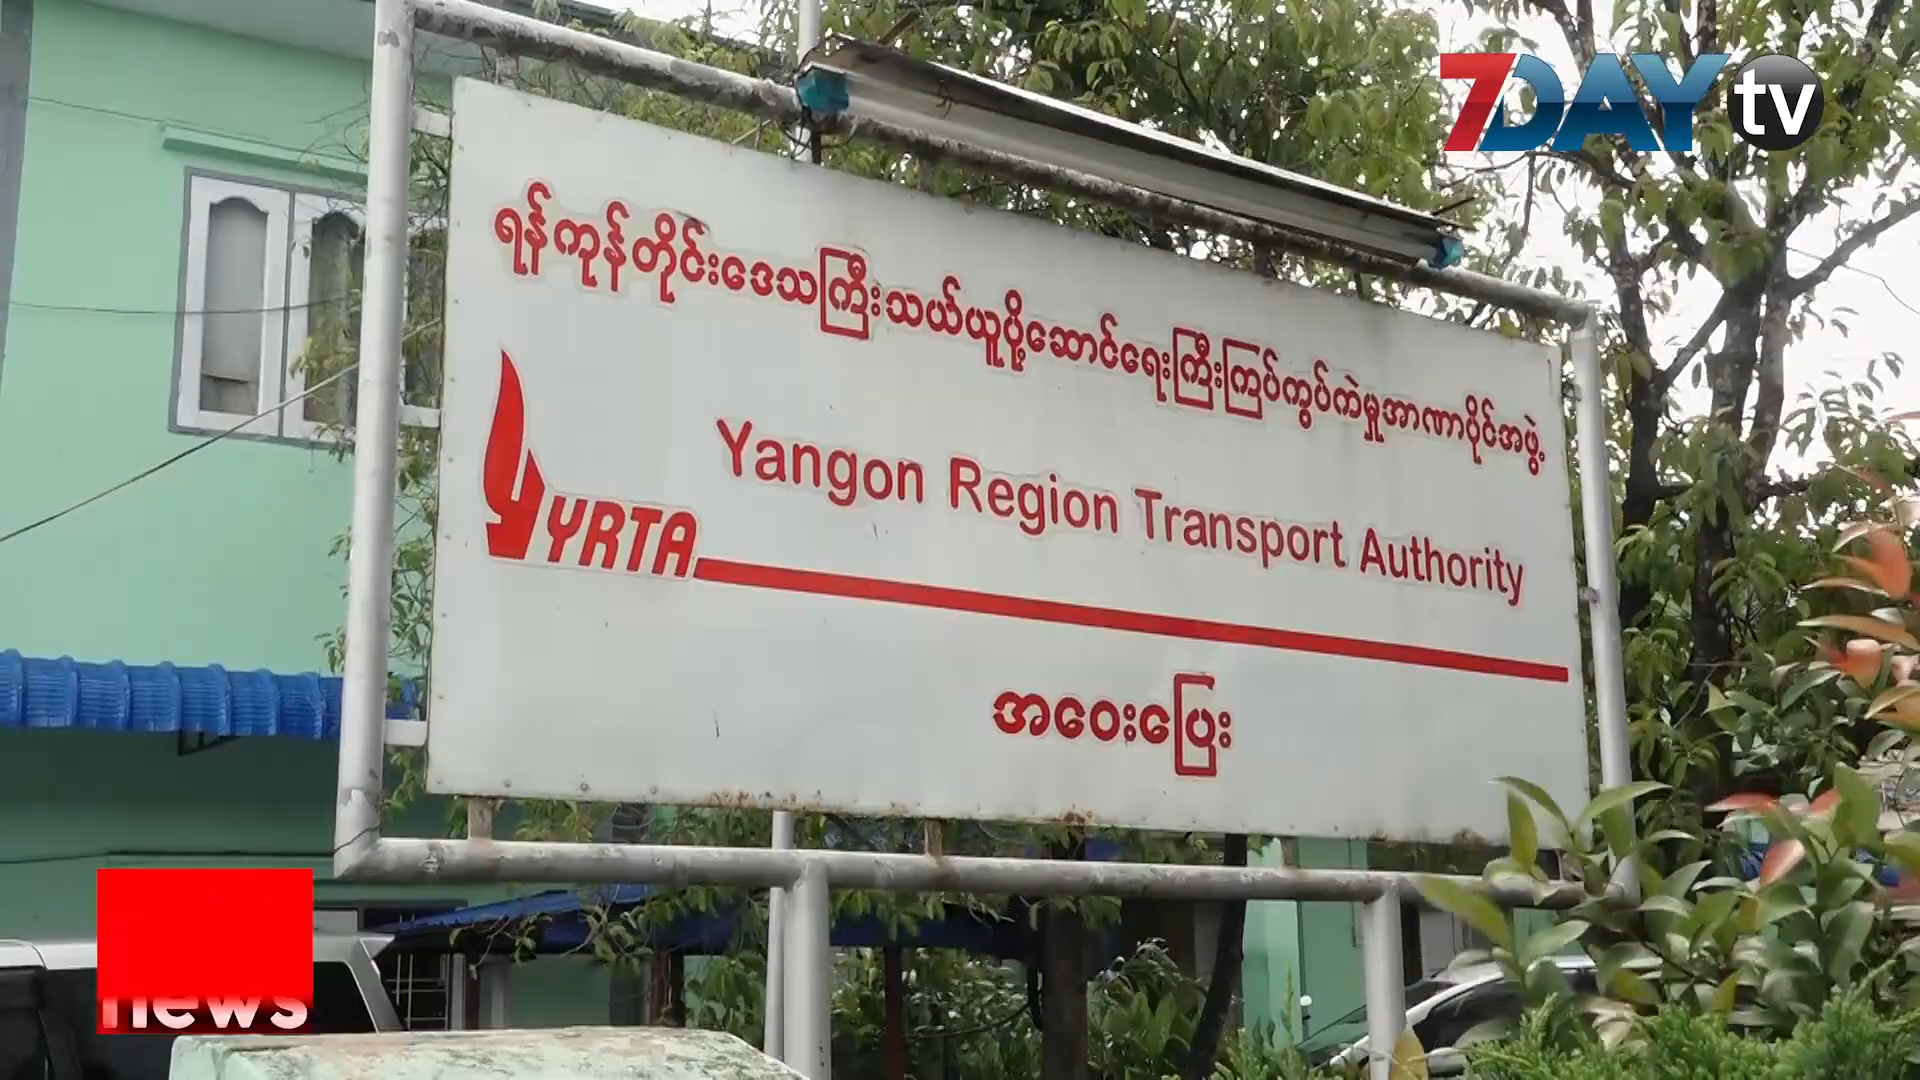 7DAY tv
ရန်ကုန်တိုင်းဒေသကြီးသယ်ယူပို့ဆောင်ရေးကြီးကြပ်ကွပ်ကဲမှုအာဏာပိုင်အဖွဲ့
Yangon Region Transport Authority
YRTA
အဝေးပြေး
news